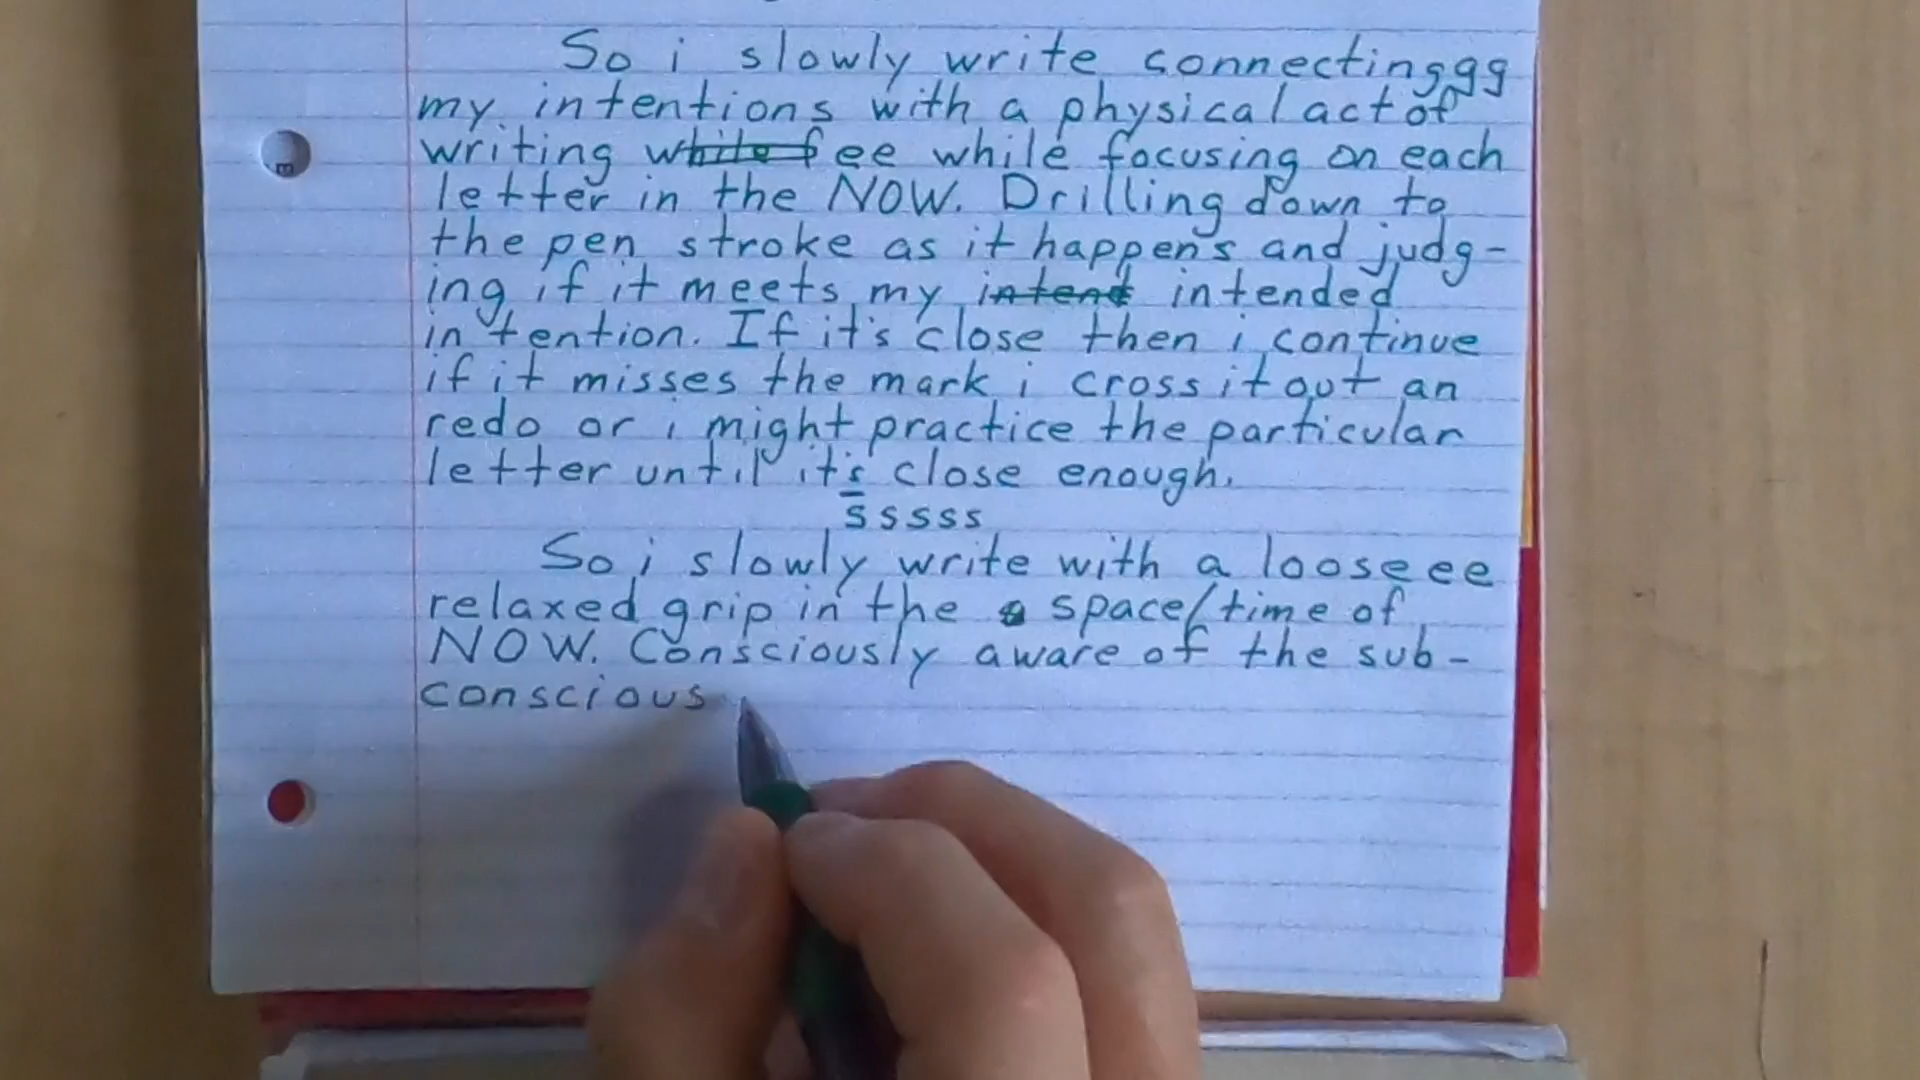 So i slowly write connectinggg
my intentions with a physical act of
writing while fee while focusing on each
letter in the NOW. Drilling down to
the pen stroke as it happens and judg-
ing if it meets my intend intended
intention. If it's close then i continue
if it misses the mark i cross it out an
redo or i might practice the particular
letter until it's close enough.
sssss
So i slowly write with a looseee
relaxed grip in the space/time of
NOW. Consciously aware of the sub-
conscious